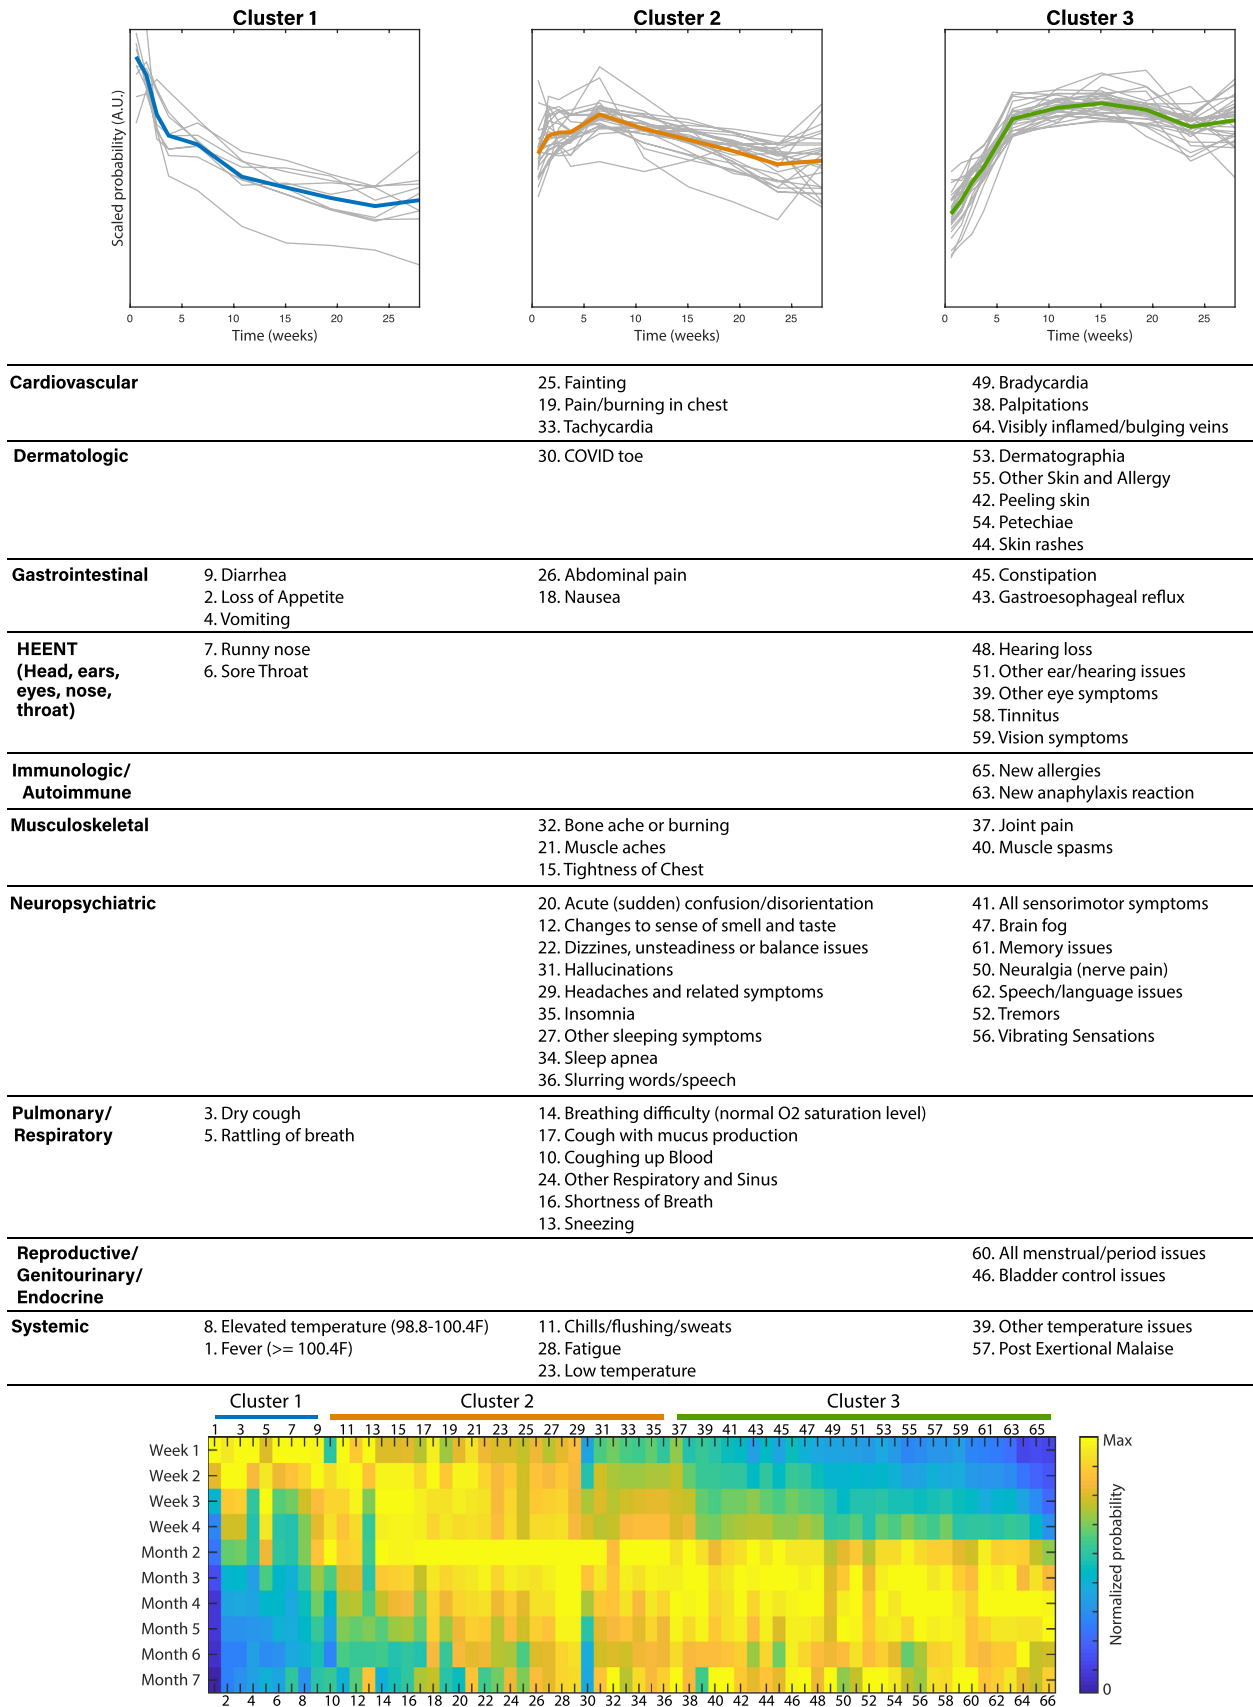 Cluster 1
Cluster 2
Cluster 3
Scaled probability (A.U.)
0 5 10 15 20 25
0 5 10 15 20 25
0 5 10 15 20 25
Time (weeks)
Time (weeks)
Time (weeks)
Cardiovascular
25. Fainting
19. Pain/burning in chest
33. Tachycardia
49. Bradycardia
38. Palpitations
64. Visibly inflamed/bulging veins
Dermatologic
30. COVID toe
53. Dermatographia
55. Other Skin and Allergy
42. Peeling skin
54. Petechiae
44. Skin rashes
Gastrointestinal
9. Diarrhea
2. Loss of Appetite
4. Vomiting
26. Abdominal pain
18. Nausea
45. Constipation
43. Gastroesophageal reflux
HEENT
(Head, ears,
eyes, nose,
throat)
7. Runny nose
6. Sore Throat
48. Hearing loss
51. Other ear/hearing issues
39. Other eye symptoms
58. Tinnitus
59. Vision symptoms
Immunologic/
Autoimmune
65. New allergies
63. New anaphylaxis reaction
Musculoskeletal
32. Bone ache or burning
21. Muscle aches
15. Tightness of Chest
37. Joint pain
40. Muscle spasms
Neuropsychiatric
20. Acute (sudden) confusion/disorientation
12. Changes to sense of smell and taste
22. Dizzines, unsteadiness or balance issues
31. Hallucinations
29. Headaches and related symptoms
35. Insomnia
27. Other sleeping symptoms
34. Sleep apnea
36. Slurring words/speech
41. All sensorimotor symptoms
47. Brain fog
61. Memory issues
50. Neuralgia (nerve pain)
62. Speech/language issues
52. Tremors
56. Vibrating Sensations
Pulmonary/
Respiratory
3. Dry cough
5. Rattling of breath
14. Breathing difficulty (normal O2 saturation level)
17. Cough with mucus production
10. Coughing up Blood
24. Other Respiratory and Sinus
16. Shortness of Breath
13. Sneezing
Reproductive/
Genitourinary/
Endocrine
60. All menstrual/period issues
46. Bladder control issues
Systemic
8. Elevated temperature (98.8-100.4F)
1. Fever (>= 100.4F)
11. Chills/flushing/sweats
28. Fatigue
23. Low temperature
39. Other temperature issues
57. Post Exertional Malaise
Cluster 1
Cluster 2
Cluster 3
1 3 5 7 9 11 13 15 17 19 21 23 25 27 29 31 33 35 37 39 41 43 45 47 49 51 53 55 57 59 61 63 65
Week 1
Week 2
Week 3
Week 4
Month 2
Month 3
Month 4
Month 5
Month 6
Month 7
2 4 6 8 10 12 14 16 18 20 22 24 26 28 30 32 34 36 38 40 42 44 46 48 50 52 54 56 58 60 62 64 66
Max
Normalized probability
0